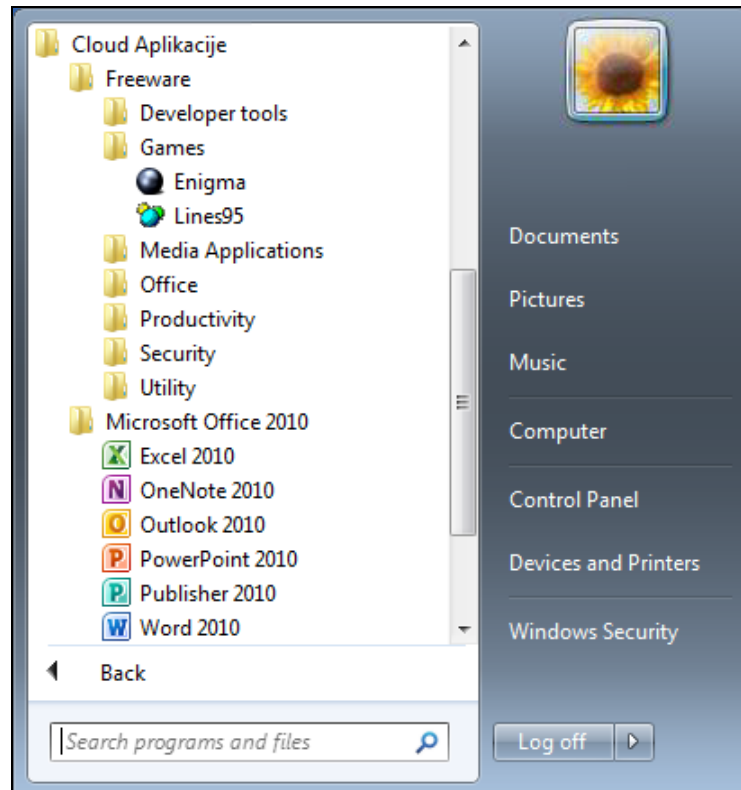 Cloud Aplikacije
Freeware
Developer tools
Games
Enigma
Lines95
Media Applications
Office
Productivity
Security
Utility
Microsoft Office 2010
Excel 2010
OneNote 2010
Outlook 2010
PowerPoint 2010
Publisher 2010
Word 2010
Back
Search programs and files
Documents
Pictures
Music
Computer
Control Panel
Devices and Printers
Windows Security
Log off